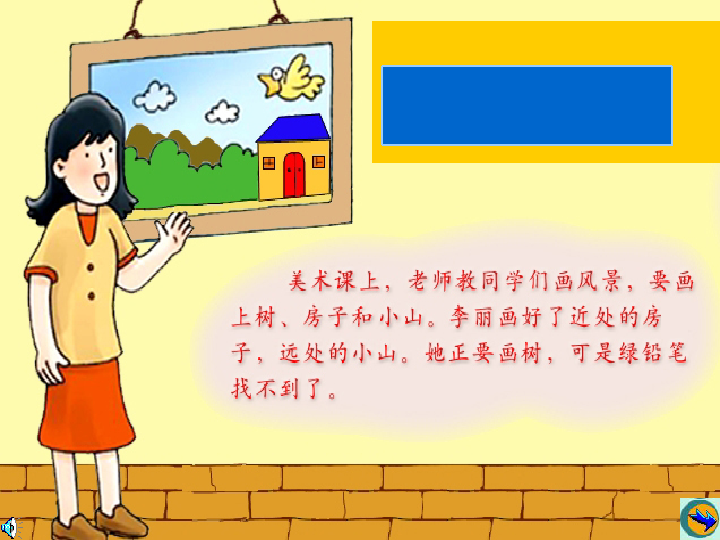 美术课上，老师教同学们画风景，要画
上树、房子和小山。李丽画好了近处的房
子，远处的小山。她正要画树，可是绿铅笔
找不到了。